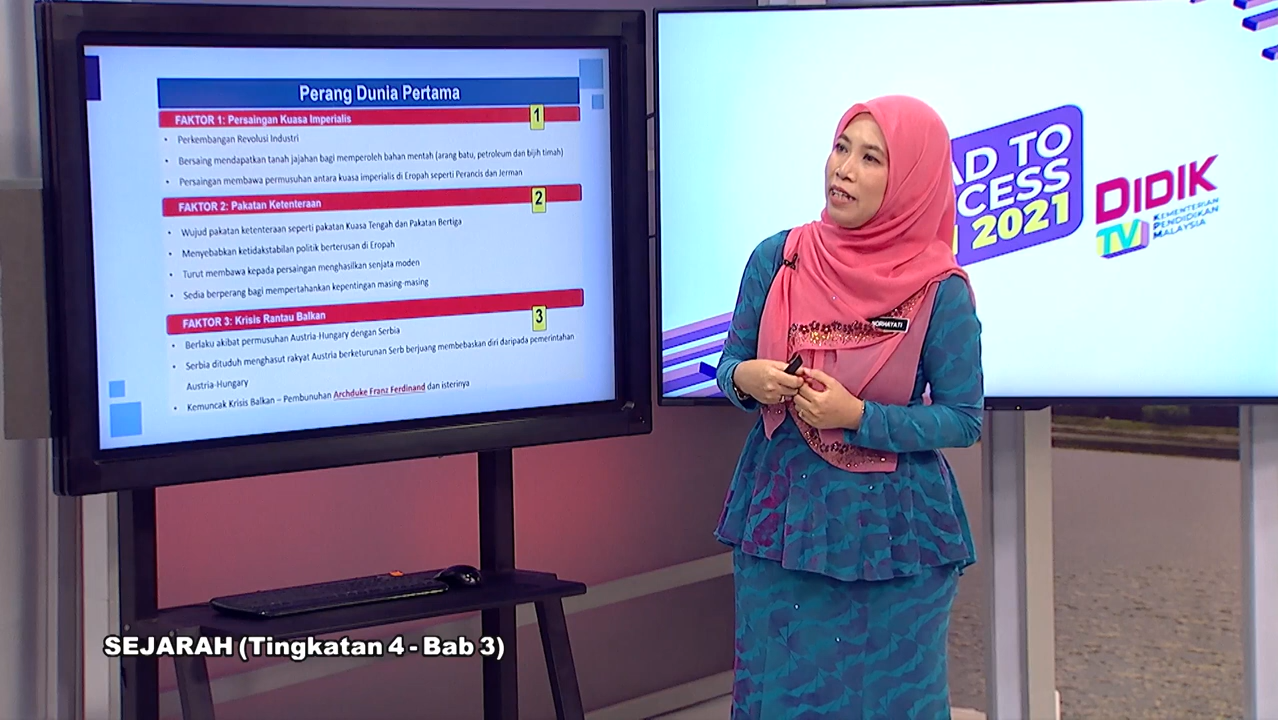 Perang Dunia Pertama
FAKTOR 1: Persaingan Kuasa Imperialis
1
• Perkembangan Revolusi Industri
• Bersaing mendapatkan tanah jajahan bagi memperoleh bahan mentah (arang batu, petroleum dan bijih timah)
• Persaingan membawa permusuhan antara kuasa imperialis di Eropah seperti Perancis dan Jerman
FAKTOR 2: Pakatan Ketenteraan
2
• Wujud pakatan ketenteraan seperti pakatan Kuasa Tengah dan Pakatan Bertiga
• Menyebabkan ketidakstabilan politik berterusan di Eropah
• Turut membawa kepada persaingan menghasilkan senjata moden
• Sedia berperang bagi mempertahankan kepentingan masing-masing
FAKTOR 3: Krisis Rantau Balkan
3
• Berlaku akibat permusuhan Austria-Hungary dengan Serbia
• Serbia dituduh menghasut rakyat Austria berketurunan Serb berjuang membebaskan diri daripada pemerintahan
Austria-Hungary
• Kemuncak Krisis Balkan – Pembunuhan Archduke Franz Ferdinand dan isterinya
AD TO
CESS
2021
DIDIK
TV
KEMENTERIAN
PENDIDIKAN
MALAYSIA
NORHAYATI
SEJARAH (Tingkatan 4 - Bab 3)